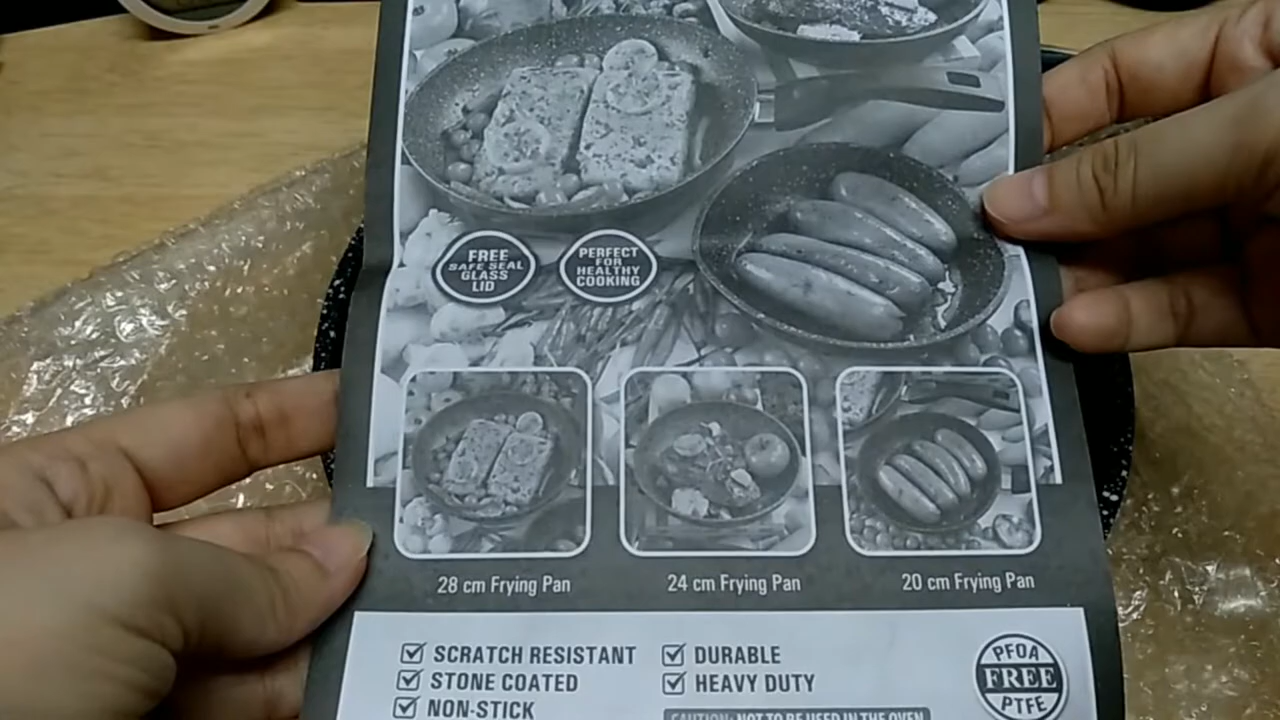 FREE
SAFE SEAL
GLASS
LID
PERFECT
FOR
HEALTHY
COOKING
28 cm Frying Pan
24 cm Frying Pan
20 cm Frying Pan
SCRATCH RESISTANT
STONE COATED
NON-STICK
DURABLE
HEAVY DUTY
CAUTION: NOT TO BE USED IN THE OVEN
PFOA
FREE
PTFE